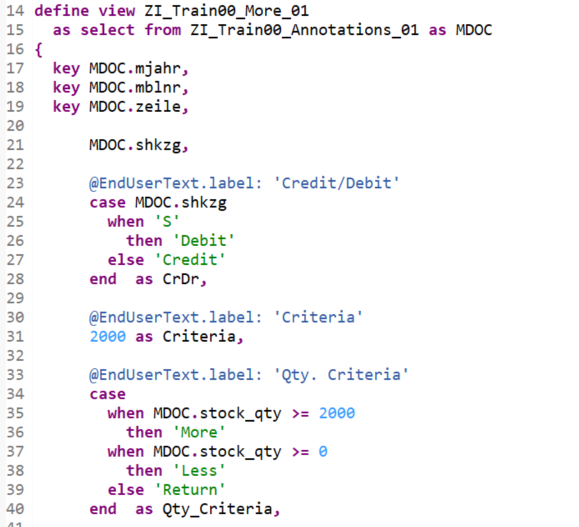 14 define view ZI_Train00_More_01
15   as select from ZI_Train00_Annotations_01 as MDOC
16 {
17   key MDOC.mjahr,
18   key MDOC.mblnr,
19   key MDOC.zeile,
20
21       MDOC.shkzg,
22
23       @EndUserText.label: 'Credit/Debit'
24       case MDOC.shkzg
25         when 'S'
26           then 'Debit'
27         else 'Credit'
28       end  as CrDr,
29
30       @EndUserText.label: 'Criteria'
31       2000 as Criteria,
32
33       @EndUserText.label: 'Qty. Criteria'
34       case
35         when MDOC.stock_qty >= 2000
36           then 'More'
37         when MDOC.stock_qty >= 0
38           then 'Less'
39         else 'Return'
40       end  as Qty_Criteria,